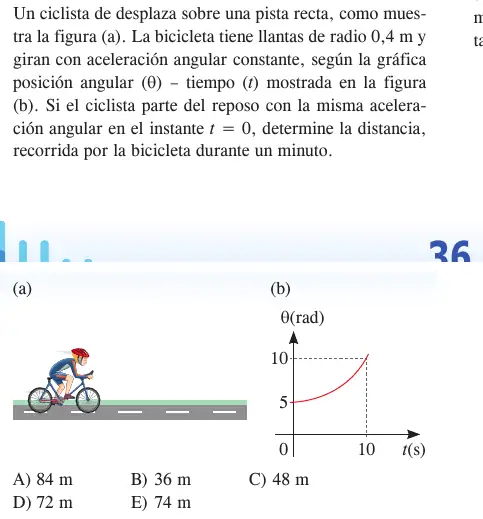 Un ciclista de desplaza sobre una pista recta, como mues-
tra la figura (a). La bicicleta tiene llantas de radio 0,4 m y
giran con aceleración angular constante, según la gráfica
posición angular (θ) – tiempo (t) mostrada en la figura
(b). Si el ciclista parte del reposo con la misma acelera-
ción angular en el instante t = 0, determine la distancia,
recorrida por la bicicleta durante un minuto.
36
(a)
(b)
θ(rad)
10
5
0
10
t(s)
A) 84 m
B) 36 m
C) 48 m
D) 72 m
E) 74 m